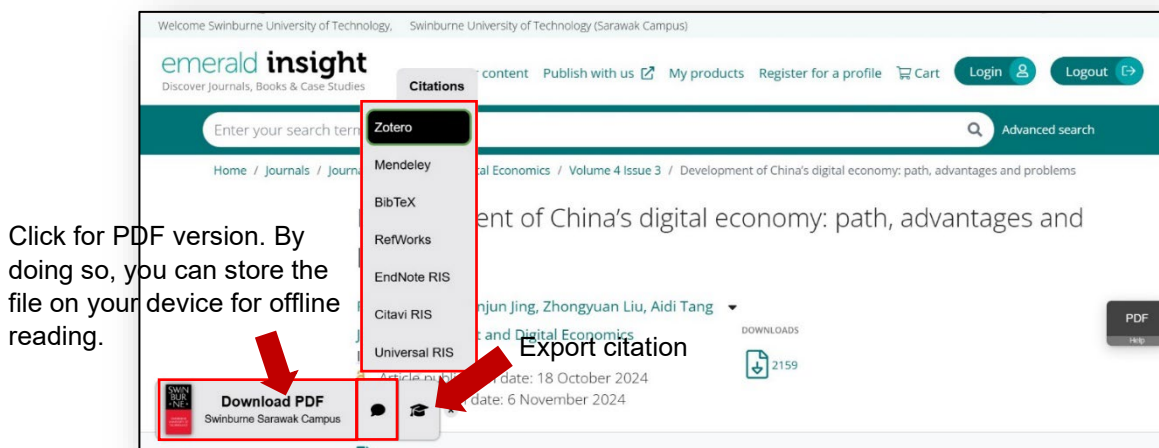 Welcome Swinburne University of Technology, Swinburne University of Technology (Sarawak Campus)
emerald insight
Discover Journals, Books & Case Studies
content Publish with us My products Register for a profile Cart Login Logout
Citations
Enter your search Advanced search
Zotero
Mendeley
BibTeX
RefWorks
EndNote RIS
Citavi RIS
Universal RIS
Home / Journals / Economics / Volume 4 Issue 3 / Development of China's digital economy: path, advantages and problems
of China's digital economy: path, advantages and
Click for PDF version. By
doing so, you can store the
file on your device for offline
reading.
Jing, Zhongyuan Liu, Aidi Tang
and Digital Economics
DOWNLOADS
2159
Export citation
Article date: 18 October 2024
date: 6 November 2024
PDF
Help
SWIN
BUR
NE
Download PDF
Swinburne Sarawak Campus